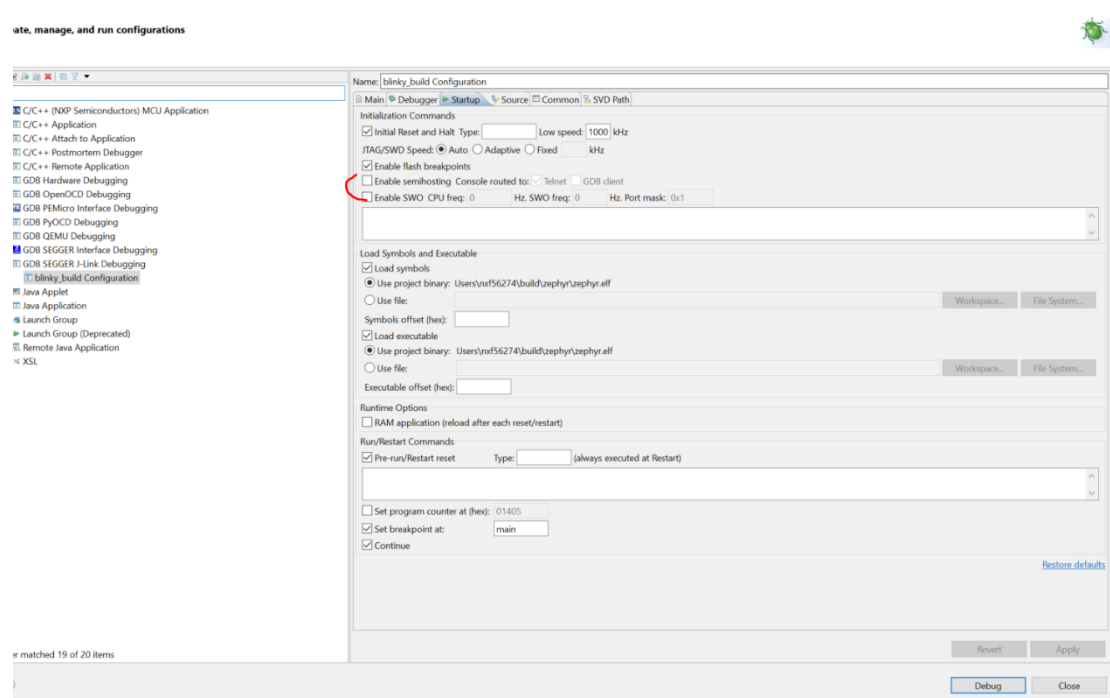 ate, manage, and run configurations
Name: blinky_build Configuration
Main Debugger Startup Source Common SVD Path
C/C++ (NXP Semiconductors) MCU Application
C/C++ Application
C/C++ Attach to Application
C/C++ Postmortem Debugger
C/C++ Remote Application
GDB Hardware Debugging
GDB OpenOCD Debugging
GDB PEMicro Interface Debugging
GDB PyOCD Debugging
GDB QEMU Debugging
GDB SEGGER Interface Debugging
GDB SEGGER J-Link Debugging
blinky_build Configuration
Java Applet
Java Application
Launch Group
Launch Group (Deprecated)
Remote Java Application
XSL
Initialization Commands
Initial Reset and Halt Type: Low speed: 1000 kHz
JTAG/SWD Speed: Auto Adaptive Fixed kHz
Enable flash breakpoints
Enable semihosting Console routed to: Telnet GDB client
Enable SWO CPU freq: 0 Hz. SWO freq: 0 Hz. Port mask: 0x1
Load Symbols and Executable
Load symbols
Use project binary: Users\nxf56274\build\zephyr\zephyr.elf
Use file: Workspace... File System...
Symbols offset (hex):
Load executable
Use project binary: Users\nxf56274\build\zephyr\zephyr.elf
Use file: Workspace... File System...
Executable offset (hex):
Runtime Options
RAM application (reload after each reset/restart)
Run/Restart Commands
Pre-run/Restart reset Type: (always executed at Restart)
Set program counter at (hex): 01405
Set breakpoint at: main
Continue
Restore defaults
er matched 19 of 20 items
Revert Apply
Debug Close